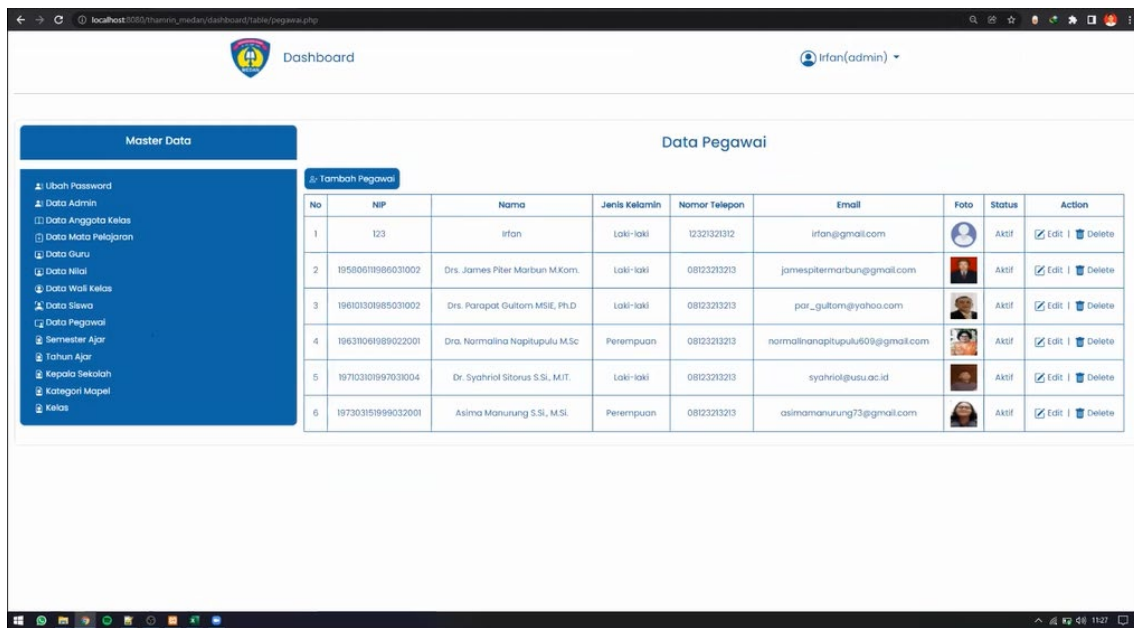 localhost:8080/thamrin_medan/dashboard/table/pegawai.php
Dashboard
Irfan(admin)
MEDAN
Master Data
Ubah Password
Data Admin
Data Anggota Kelas
Data Mata Pelajaran
Data Guru
Data Nilai
Data Wali Kelas
Data Siswa
Data Pegawai
Semester Ajar
Tahun Ajar
Kepala Sekolah
Kategori Mapel
Kelas
Data Pegawai
Tambah Pegawai
No NIP Nama Jenis Kelamin Nomor Telepon Email Foto Status Action
1 123 Irfan Laki-laki 12321321312 irfan@gmail.com Aktif Edit | Delete
2 195806111986031002 Drs. James Piter Marbun M.Kom. Laki-laki 08123213213 jamespitermarbun@gmail.com Aktif Edit | Delete
3 196101301985031002 Drs. Parapat Gultom MSIE, Ph.D Laki-laki 08123213213 par_gultom@yahoo.com Aktif Edit | Delete
4 196311061989022001 Dra. Normalina Napitupulu M.Sc Perempuan 08123213213 normalinanapitupulu609@gmail.com Aktif Edit | Delete
5 197103101997031004 Dr. Syahriol Sitorus S.Si., M.IT. Laki-laki 08123213213 syahriol@usu.ac.id Aktif Edit | Delete
6 197303151999032001 Asima Manurung S.Si., M.Si. Perempuan 08123213213 asimamanurung73@gmail.com Aktif Edit | Delete
11:27